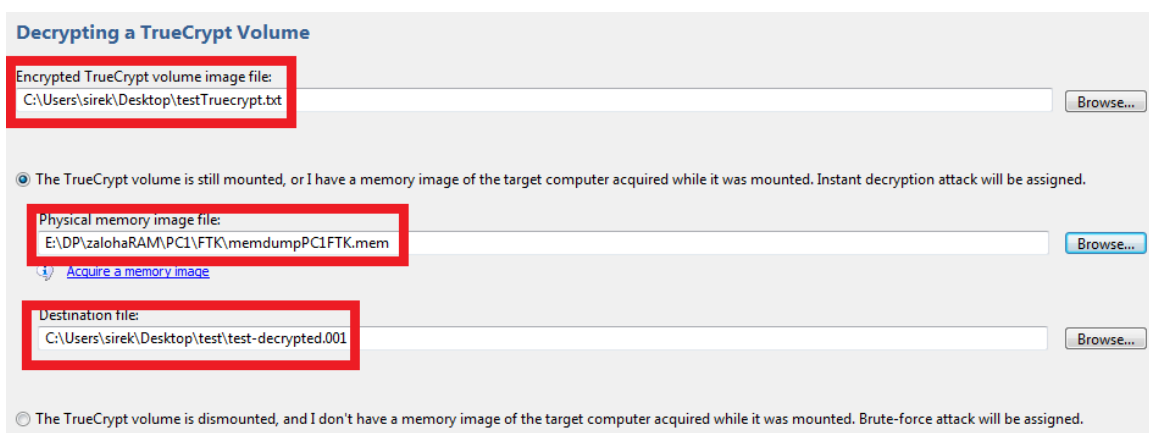 Decrypting a TrueCrypt Volume
Encrypted TrueCrypt volume image file:
C:\Users\sirek\Desktop\testTruecrypt.txt
Browse...
The TrueCrypt volume is still mounted, or I have a memory image of the target computer acquired while it was mounted. Instant decryption attack will be assigned.
Physical memory image file:
E:\DP\zalohaRAM\PC1\FTK\memdumpPC1FTK.mem
Browse...
Acquire a memory image
Destination file:
C:\Users\sirek\Desktop\test\test-decrypted.001
Browse...
The TrueCrypt volume is dismounted, and I don't have a memory image of the target computer acquired while it was mounted. Brute-force attack will be assigned.